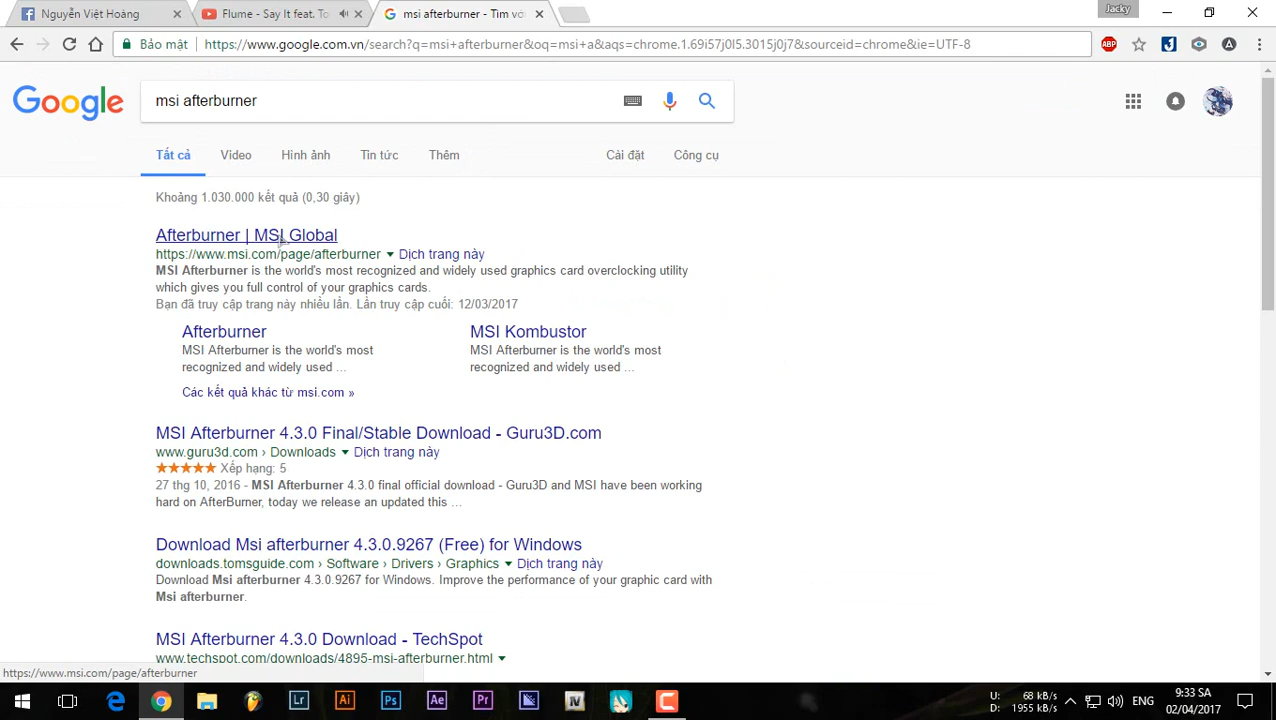 Nguyễn Việt Hoàng
Flume - Say It feat. To
msi afterburner - Tìm vớ
Jacky
Bảo mật
https://www.google.com.vn/search?q=msi+afterburner&oq=msi+a&aqs=chrome.1.69i57j0l5.3015j0j7&sourceid=chrome&ie=UTF-8
ABP
Google
msi afterburner
Tất cả
Video
Hình ảnh
Tin tức
Thêm
Cài đặt
Công cụ
Khoảng 1.030.000 kết quả (0,30 giây)
Afterburner | MSI Global
https://www.msi.com/page/afterburner Dịch trang này
MSI Afterburner is the world's most recognized and widely used graphics card overclocking utility
which gives you full control of your graphics cards.
Bạn đã truy cập trang này nhiều lần. Lần truy cập cuối: 12/03/2017
Afterburner
MSI Afterburner is the world's most
recognized and widely used ...
MSI Kombustor
MSI Afterburner is the world's most
recognized and widely used ...
Các kết quả khác từ msi.com »
MSI Afterburner 4.3.0 Final/Stable Download - Guru3D.com
www.guru3d.com › Downloads Dịch trang này
Xếp hạng: 5
27 thg 10, 2016 - MSI Afterburner 4.3.0 final official download - Guru3D and MSI have been working
hard on AfterBurner, today we release an updated this ...
Download Msi afterburner 4.3.0.9267 (Free) for Windows
downloads.tomsguide.com › Software › Drivers › Graphics Dịch trang này
Download Msi afterburner 4.3.0.9267 for Windows. Improve the performance of your graphic card with
Msi afterburner.
MSI Afterburner 4.3.0 Download - TechSpot
www.techspot.com/downloads/4895-msi-afterburner.html
https://www.msi.com/page/afterburner
Lr
Ai
Ps
Ae
Pr
IV
U: 68 kB/s
D: 1955 kB/s
ENG
9:33 SA
02/04/2017